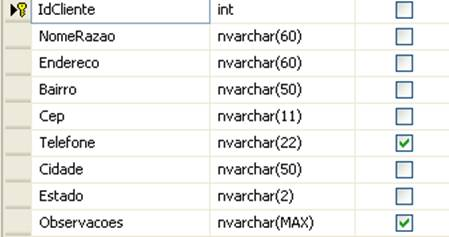 IdCliente int
NomeRazao nvarchar(60)
Endereco nvarchar(60)
Bairro nvarchar(50)
Cep nvarchar(11)
Telefone nvarchar(22)
Cidade nvarchar(50)
Estado nvarchar(2)
Observacoes nvarchar(MAX)